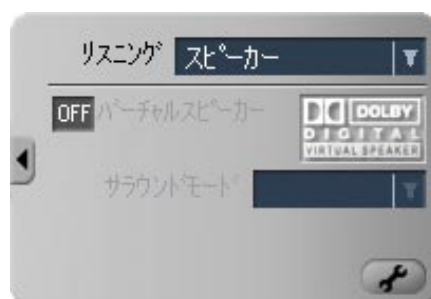 リスニング スピーカー
OFF バーチャルスピーカー
DOLBY
DIGITAL
VIRTUAL SPEAKER
サラウンドモード